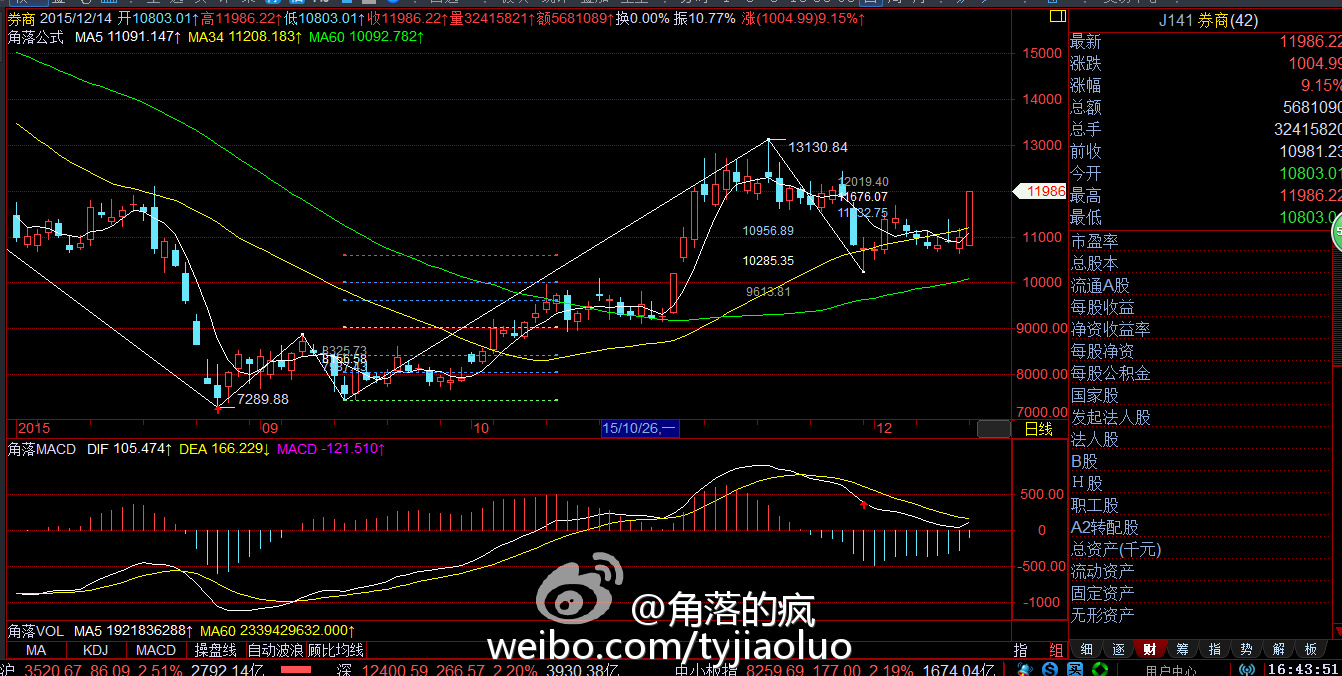 券商 2015/12/14 开10803.01↑高11986.22↑低10803.01↑收11986.22↑量32415821↑额5681089↑换0.00% 振10.77% 涨(1004.99)9.15%↑
角落公式 MA5 11091.147↑ MA34 11208.183↑ MA60 10092.782↑
15000
14000
13130.84
13000
12019.40
11676.07
11986
11332.75
10956.89
11000
10285.35
10000
9613.81
9000.00
8325.73
8000.00
7289.88
7000.00
2015
09
10
15/10/26,一
12
日线
角落MACD DIF 105.474↑ DEA 166.229↓ MACD -121.510↑
500.00
0
-500.00
-1000
角落VOL MA5 1921836288↑ MA60 2339429632.000↑
MA KDJ MACD 操盘线 自动波浪 顾比均线
指 组
沪 3520.67 86.09 2.51% 2792.14亿 深 12400.59 266.57 2.20% 3930.38亿 中小板指 8259.69 177.00 2.19% 1674.04亿
@角落的疯
weibo.com/tyjiaoluo
J141 券商(42)
最新 11986.22
涨跌 1004.99
涨幅 9.15%
总额 5681090
总手 32415820
前收 10981.23
今开 10803.01
最高 11986.22
最低 10803.0
市盈率
总股本
流通A股
每股收益
净资收益率
每股净资
每股公积金
国家股
发起法人股
法人股
B股
H股
职工股
A2转配股
总资产(千元)
流动资产
固定资产
无形资产
细 逐 财 筹 指 势 解 板
用户中心 16:43:51